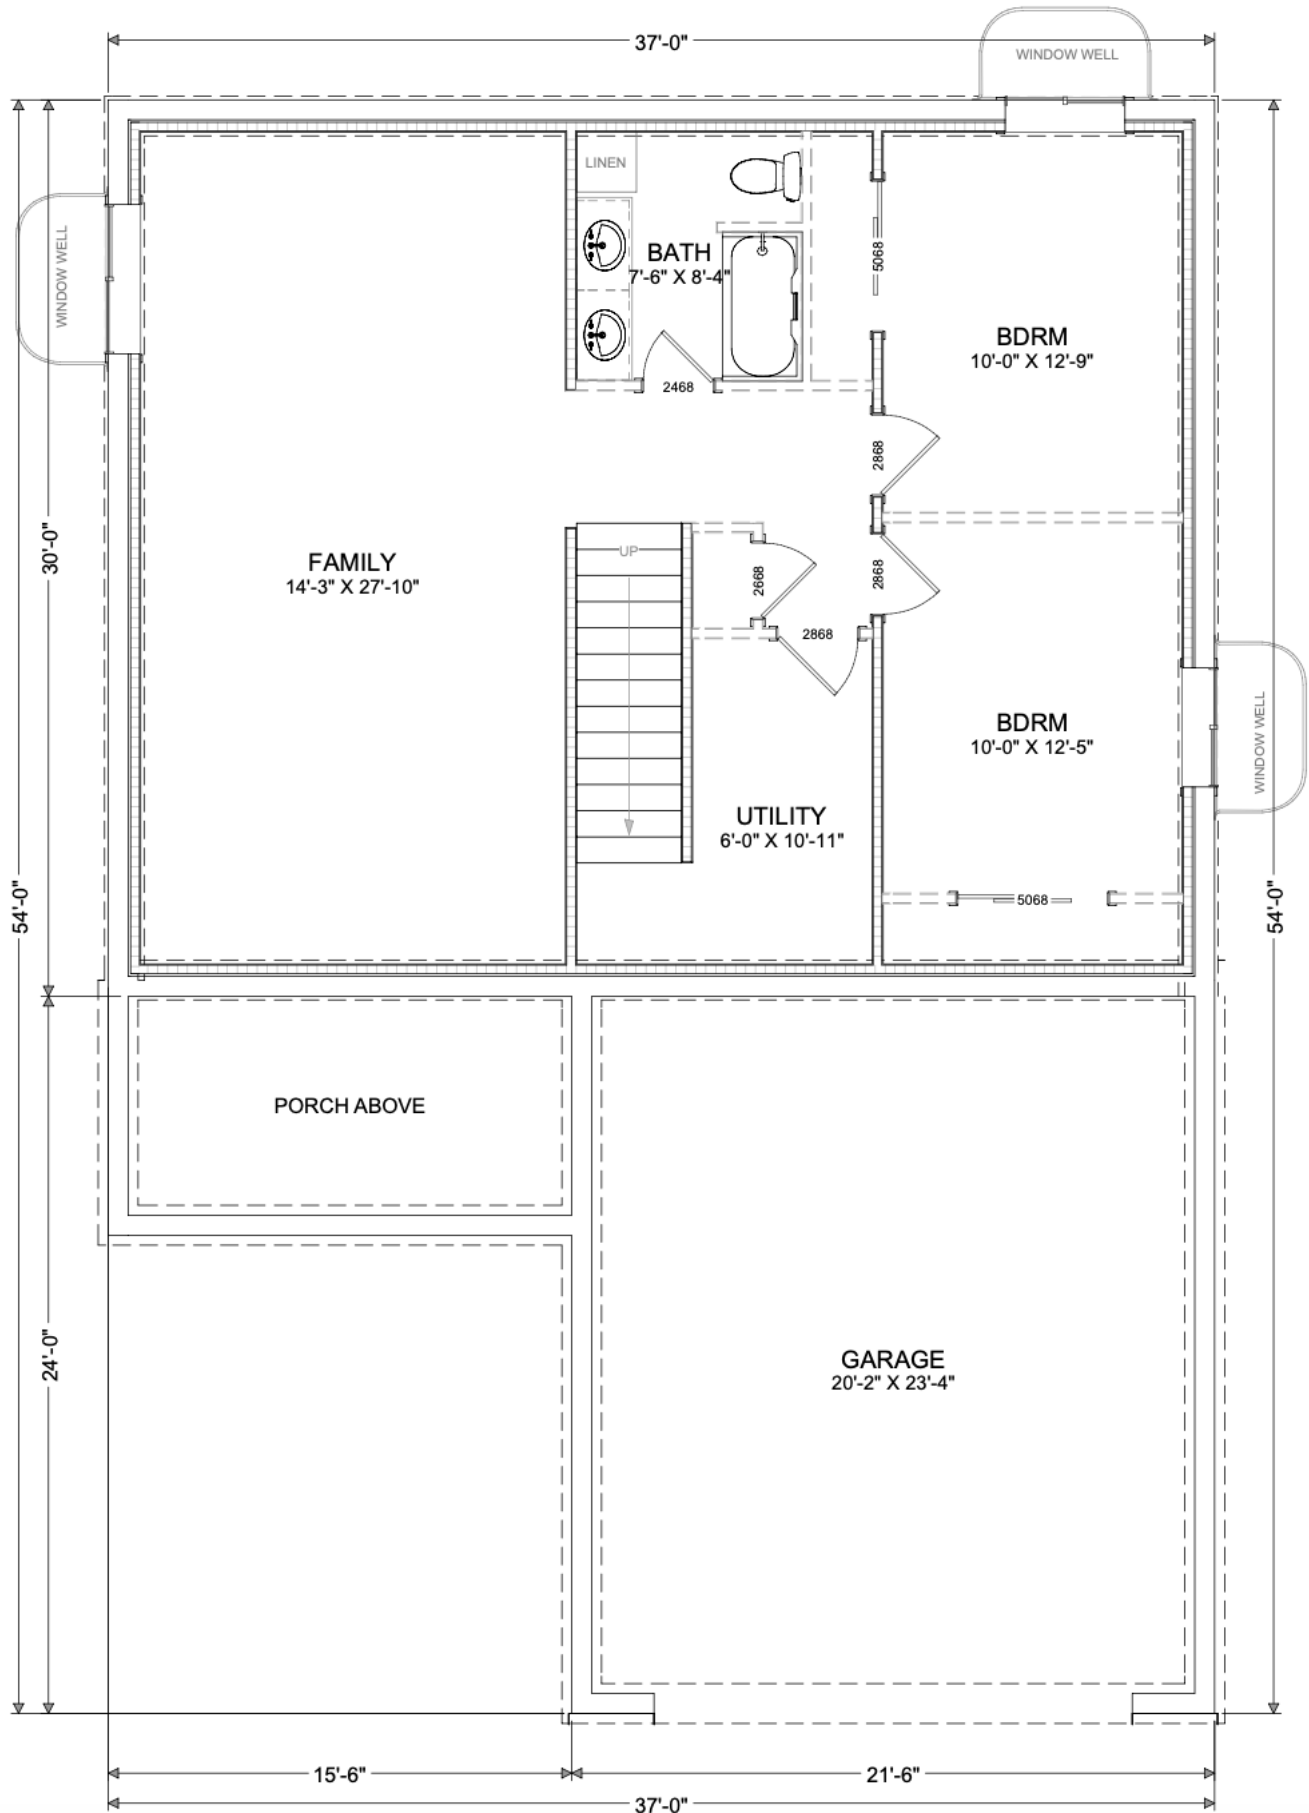 37'-0"
WINDOW WELL
LINEN
WINDOW WELL
BATH
7'-6" X 8'-4"
5068
BDRM
10'-0" X 12'-9"
2468
2868
30'-0"
FAMILY
14'-3" X 27'-10"
UP
2668
2868
2868
BDRM
10'-0" X 12'-5"
WINDOW WELL
UTILITY
6'-0" X 10'-11"
54'-0"
5068
54'-0"
PORCH ABOVE
24'-0"
GARAGE
20'-2" X 23'-4"
15'-6"
21'-6"
37'-0"